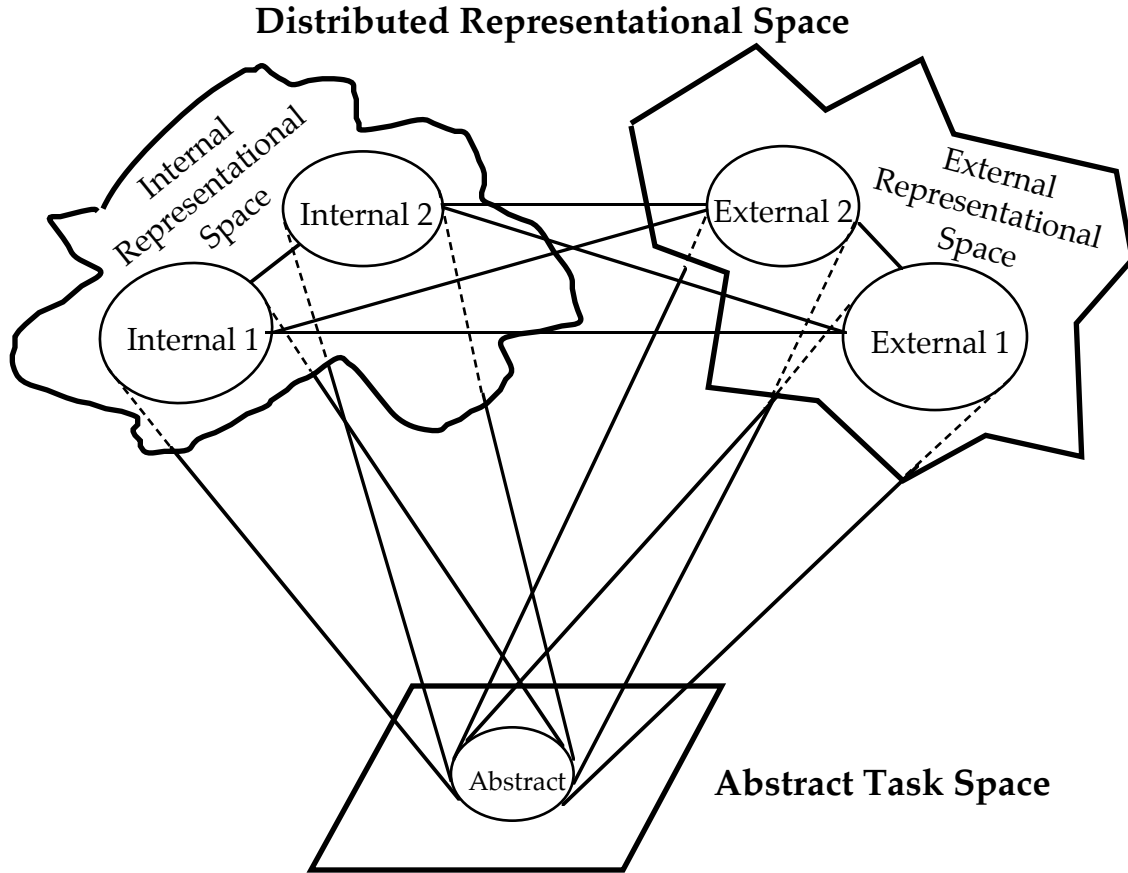 Distributed Representational Space
Internal
Representational
Space
External
Representational
Space
Internal 2
External 2
Internal 1
External 1
Abstract
Abstract Task Space